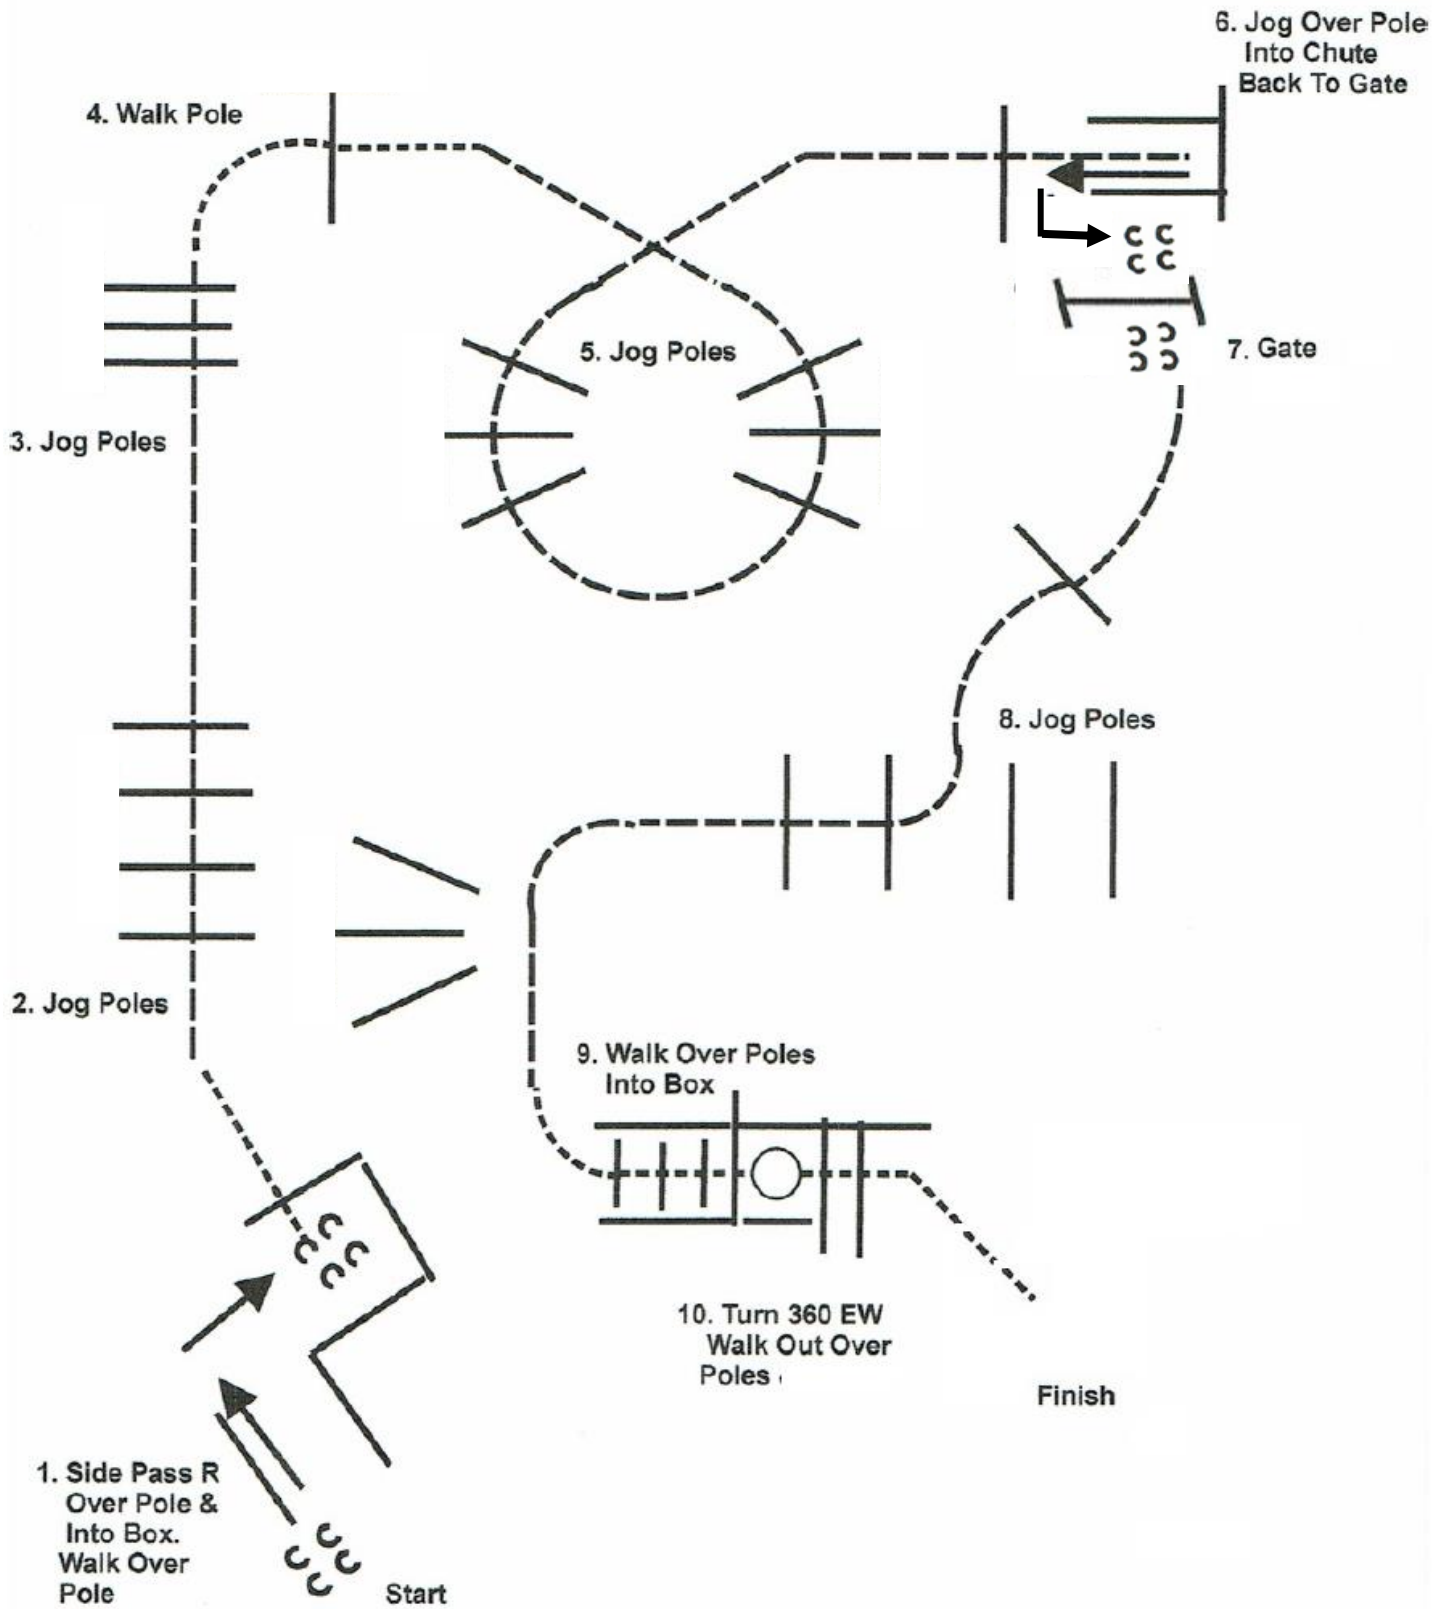 6. Jog Over Pole
Into Chute
Back To Gate
4. Walk Pole
5. Jog Poles
7. Gate
3. Jog Poles
8. Jog Poles
2. Jog Poles
9. Walk Over Poles
Into Box
10. Turn 360 EW
Walk Out Over
Poles
Finish
1. Side Pass R
Over Pole &
Into Box.
Walk Over
Pole
Start